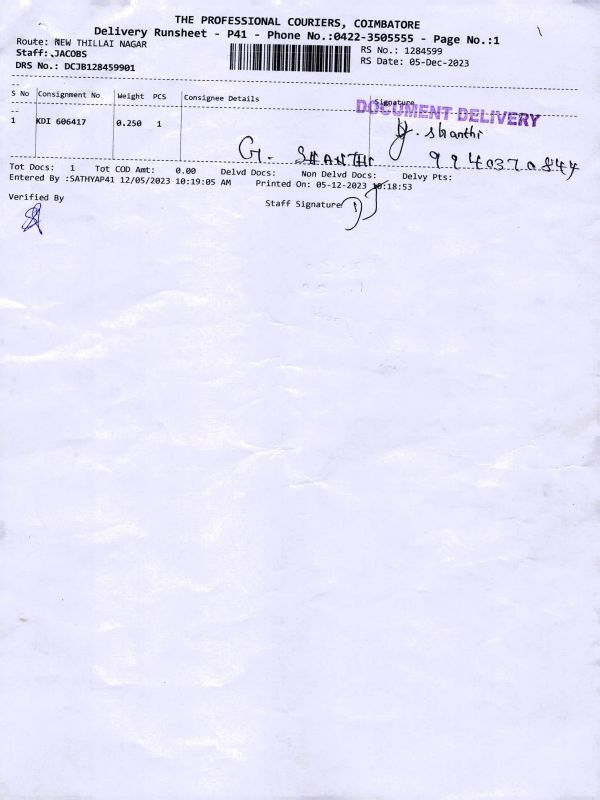 THE PROFESSIONAL COURIERS, COIMBATORE
Delivery Runsheet - P41 - Phone No.:0422-3505555 - Page No.:1
Route: NEW THILLAI NAGAR
RS No.: 1284599
Staff: JACOBS
RS Date: 05-Dec-2023
DRS No.: DCJB128459901
S No Consignment No Weight PCS Consignee Details Signature
DOCUMENT DELIVERY
1 KDI 606417 0.250 1
G. SHANTHI
G. Shanthi
9940370844
Tot Docs: 1 Tot COD Amt: 0.00 Delvd Docs: Non Delvd Docs: Delvy Pts:
Entered By :SATHYAP41 12/05/2023 10:19:05 AM Printed On: 05-12-2023 10:18:53
Verified By
Staff Signature